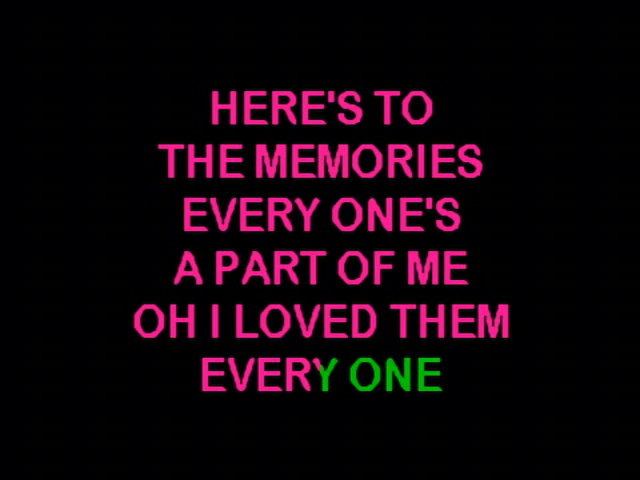 HERE'S TO
THE MEMORIES
EVERY ONE'S
A PART OF ME
OH I LOVED THEM
EVERY ONE